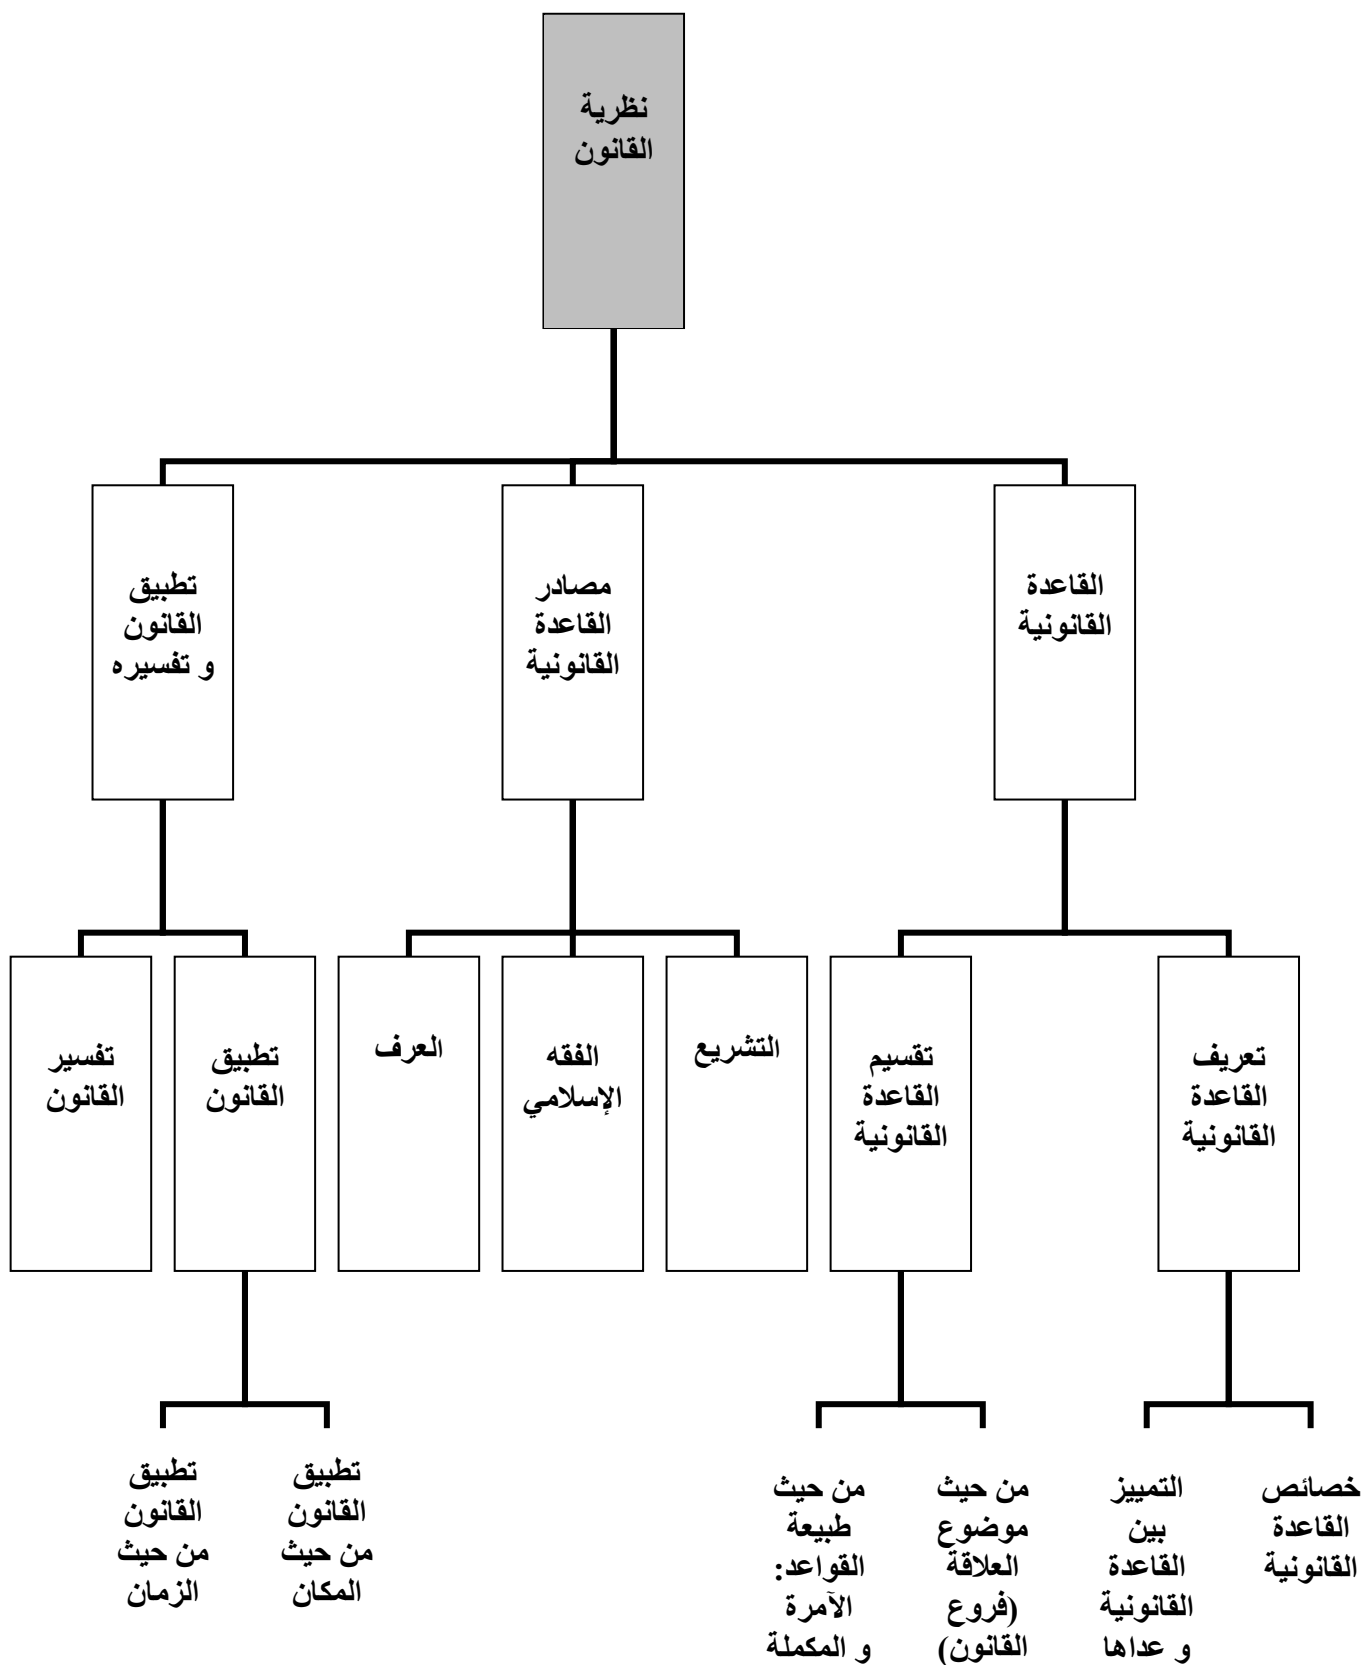 نظرية
القانون
القاعدة
القانونية
مصادر
القاعدة
القانونية
تطبيق
القانون
و تفسيره
تعريف
القاعدة
القانونية
تقسيم
القاعدة
القانونية
التشريع
الفقه
الإسلامي
العرف
تطبيق
القانون
تفسير
القانون
خصائص
القاعدة
القانونية
التمييز
بين
القاعدة
القانونية
و عداها
من حيث
موضوع
العلاقة
(فروع
القانون)
من حيث
طبيعة
القواعد:
الآمرة
و المكملة
تطبيق
القانون
من حيث
المكان
تطبيق
القانون
من حيث
الزمان